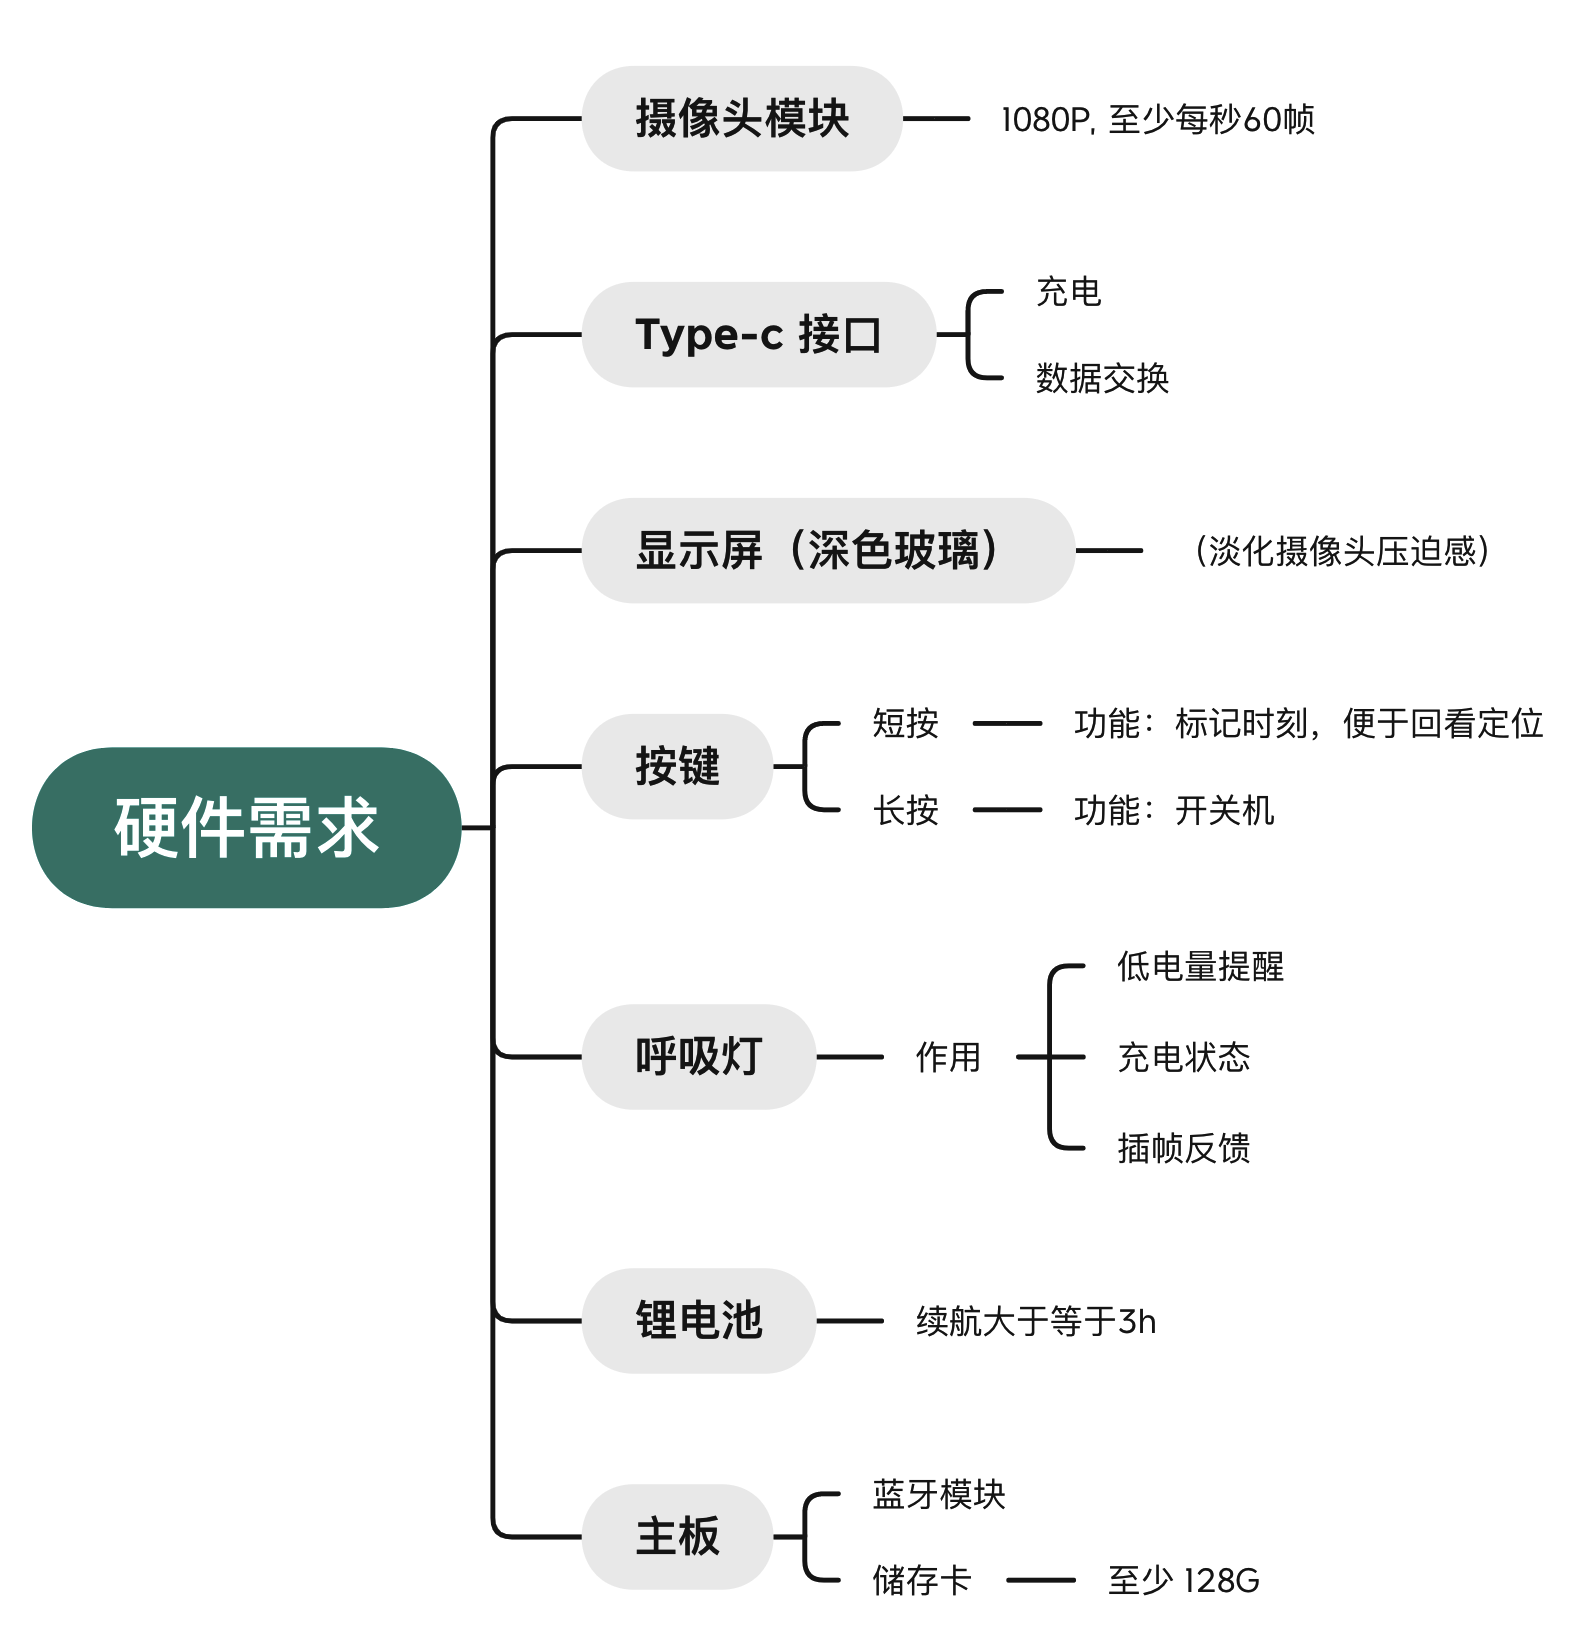 硬件需求
摄像头模块
1080P, 至少每秒60帧
Type-c 接口
充电
数据交换
显示屏（深色玻璃）
（淡化摄像头压迫感）
按键
短按
功能：标记时刻，便于回看定位
长按
功能：开关机
呼吸灯
作用
低电量提醒
充电状态
插帧反馈
锂电池
续航大于等于3h
主板
蓝牙模块
储存卡
至少 128G